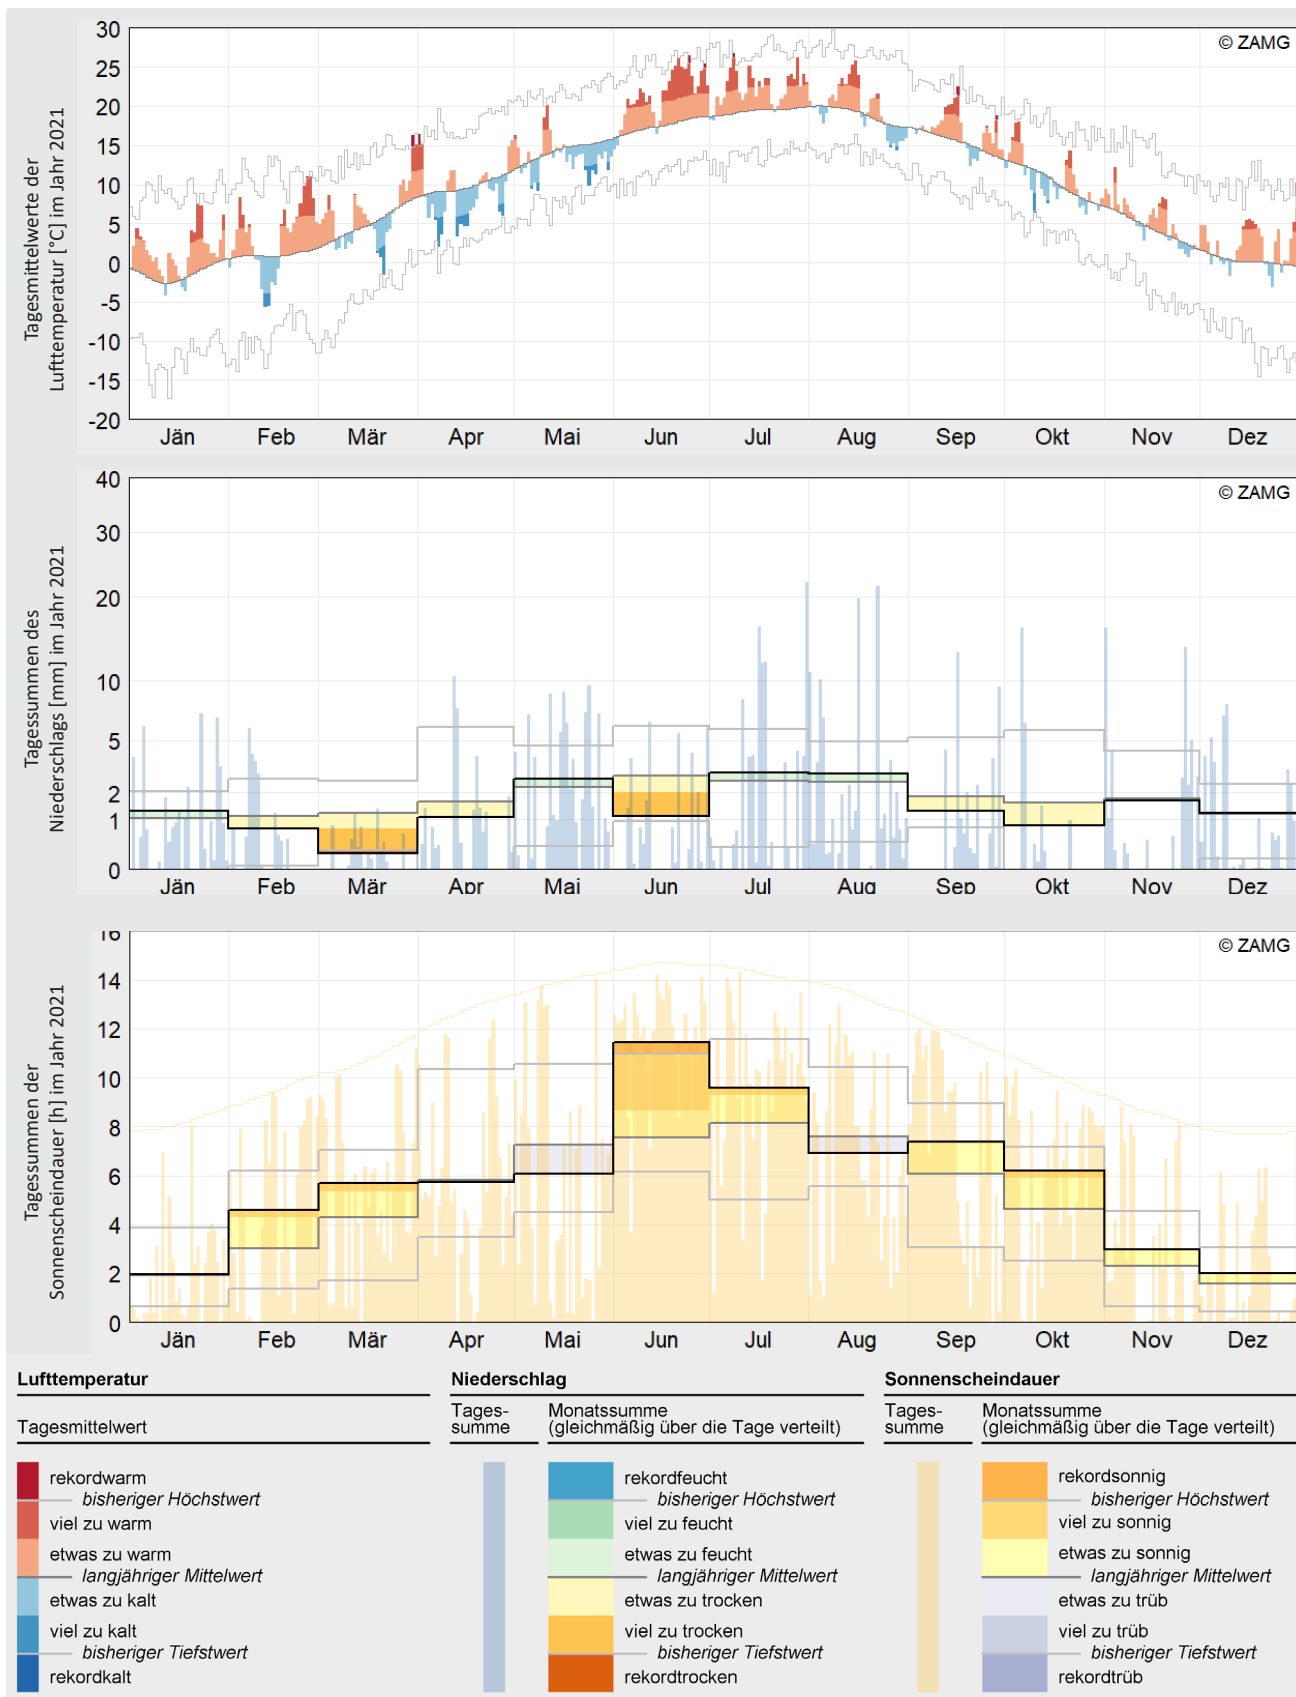 Tagesmittelwerte der
Lufttemperatur [°C] im Jahr 2021
30
25
20
15
10
5
0
-5
-10
-15
-20
© ZAMG
Jän Feb Mär Apr Mai Jun Jul Aug Sep Okt Nov Dez
Tagessummen des
Niederschlags [mm] im Jahr 2021
40
30
20
10
5
2
1
0
© ZAMG
Jän Feb Mär Apr Mai Jun Jul Aug Sep Okt Nov Dez
Tagessummen der
Sonnenscheindauer [h] im Jahr 2021
16
14
12
10
8
6
4
2
0
© ZAMG
Jän Feb Mär Apr Mai Jun Jul Aug Sep Okt Nov Dez
Lufttemperatur
Tagesmittelwert
rekordwarm
bisheriger Höchstwert
viel zu warm
etwas zu warm
langjähriger Mittelwert
etwas zu kalt
viel zu kalt
bisheriger Tiefstwert
rekordkalt
Niederschlag
Tages-
summe
Monatssumme
(gleichmäßig über die Tage verteilt)
rekordfeucht
bisheriger Höchstwert
viel zu feucht
etwas zu feucht
langjähriger Mittelwert
etwas zu trocken
viel zu trocken
bisheriger Tiefstwert
rekordtrocken
Sonnenscheindauer
Tages-
summe
Monatssumme
(gleichmäßig über die Tage verteilt)
rekordsonnig
bisheriger Höchstwert
viel zu sonnig
etwas zu sonnig
langjähriger Mittelwert
etwas zu trüb
viel zu trüb
bisheriger Tiefstwert
rekordtrüb